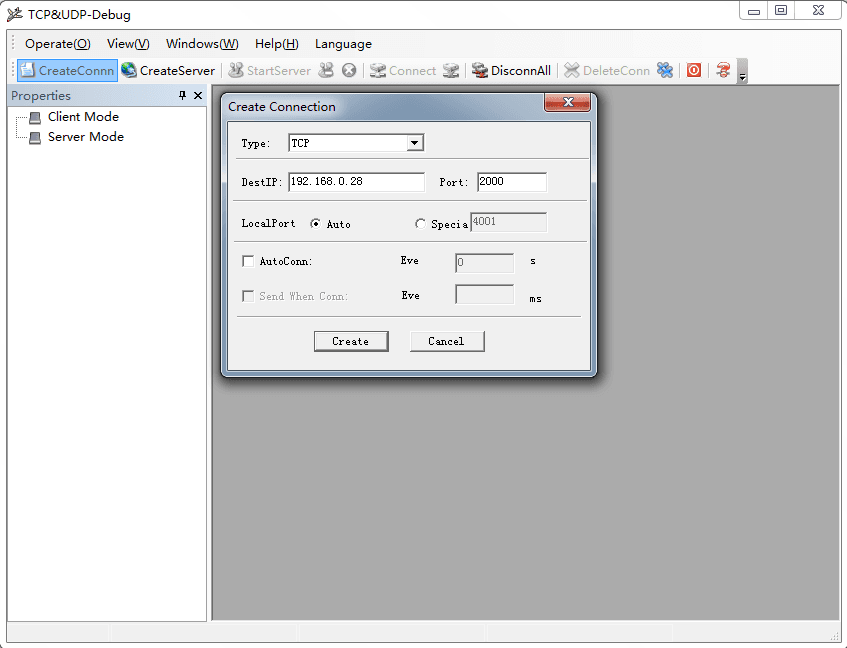 TCP&UDP-Debug
Operate(O) View(V) Windows(W) Help(H) Language
CreateConnn CreateServer StartServer Connect DisconnAll DeleteConn
Properties
Client Mode
Server Mode
Create Connection
Type: TCP
DestIP: 192.168.0.28 Port: 2000
LocalPort Auto Specia 4001
AutoConn: Eve 0 s
Send When Conn: Eve ms
Create Cancel